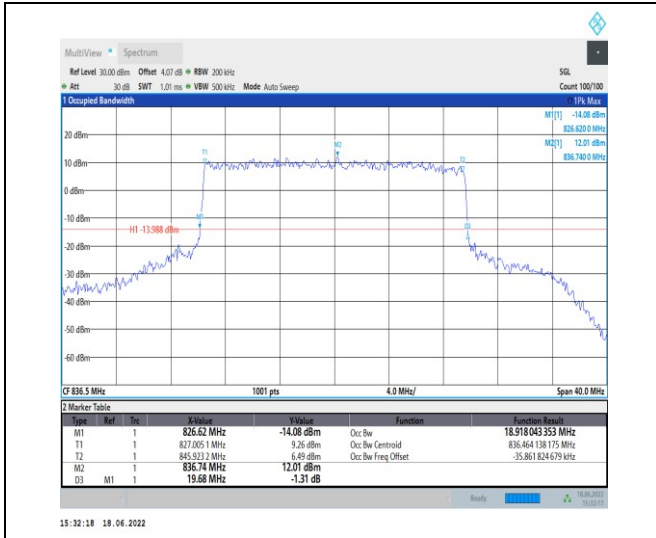 MultiView Spectrum
Ref Level 30.00 dBm Offset 4.07 dB RBW 200 kHz SGL
Att 30 dB SWT 1.01 ms VBW 500 kHz Mode Auto Sweep Count 100/100
1 Occupied Bandwidth 1Pk Max
M1[1] -14.08 dBm
826.620 0 MHz
M2[1] 12.01 dBm
836.740 0 MHz
20 dBm
T1
M2
T2
10 dBm
0 dBm
-10 dBm
M1
H1 -13.988 dBm
D3
-20 dBm
-30 dBm
-40 dBm
-50 dBm
-60 dBm
CF 836.5 MHz 1001 pts 4.0 MHz/ Span 40.0 MHz
2 Marker Table
Type Ref Trc X-Value Y-Value Function Function Result
M1 1 826.62 MHz -14.08 dBm Occ Bw 18.918 043 353 MHz
T1 1 827.005 1 MHz 9.26 dBm Occ Bw Centroid 836.464 138 175 MHz
T2 1 845.923 2 MHz 6.49 dBm Occ Bw Freq Offset -35.861 824 679 kHz
M2 1 836.74 MHz 12.01 dBm
D3 M1 1 19.68 MHz -1.31 dB
Ready 18.06.2022
15:32:17
15:32:18 18.06.2022